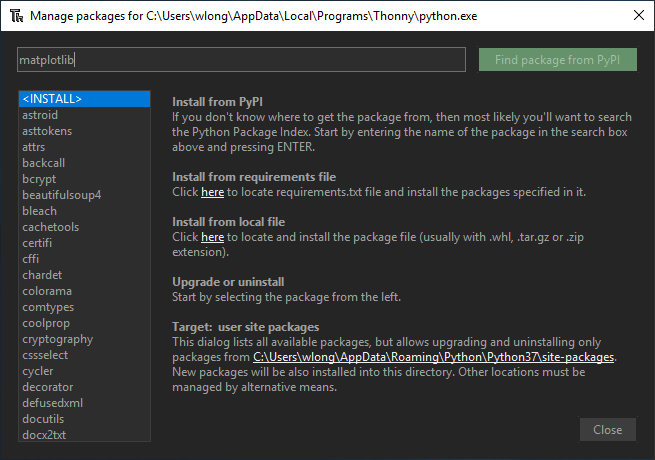 Manage packages for C:\Users\wlong\AppData\Local\Programs\Thonny\python.exe
matplotlib
Find package from PyPI
<INSTALL>
astroid
asttokens
attrs
backcall
bcrypt
beautifulsoup4
bleach
cachetools
certifi
cffi
chardet
colorama
comtypes
coolprop
cryptography
cssselect
cycler
decorator
defusedxml
docutils
docx2txt
Install from PyPI
If you don't know where to get the package from, then most likely you'll want to search
the Python Package Index. Start by entering the name of the package in the search box
above and pressing ENTER.
Install from requirements file
Click here to locate requirements.txt file and install the packages specified in it.
Install from local file
Click here to locate and install the package file (usually with .whl, .tar.gz or .zip
extension).
Upgrade or uninstall
Start by selecting the package from the left.
Target:  user site packages
This dialog lists all available packages, but allows upgrading and uninstalling only
packages from C:\Users\wlong\AppData\Roaming\Python\Python37\site-packages.
New packages will be also installed into this directory. Other locations must be
managed by alternative means.
Close